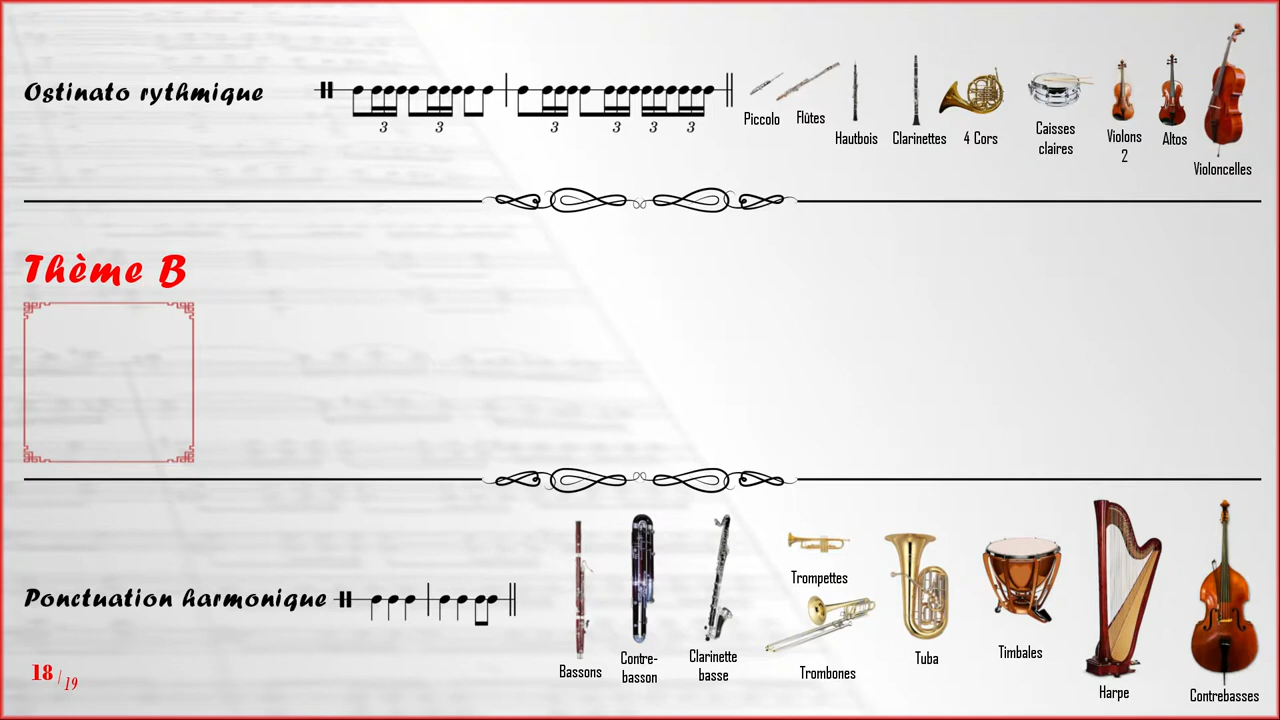 Ostinato rythmique
3 3 3 3 3 3
Piccolo
Flûtes
Hautbois
Clarinettes
4 Cors
Caisses
claires
Violons
2
Altos
Violoncelles
Thème B
Ponctuation harmonique
Bassons
Contre-
basson
Clarinette
basse
Trompettes
Trombones
Tuba
Timbales
Harpe
Contrebasses
18/19